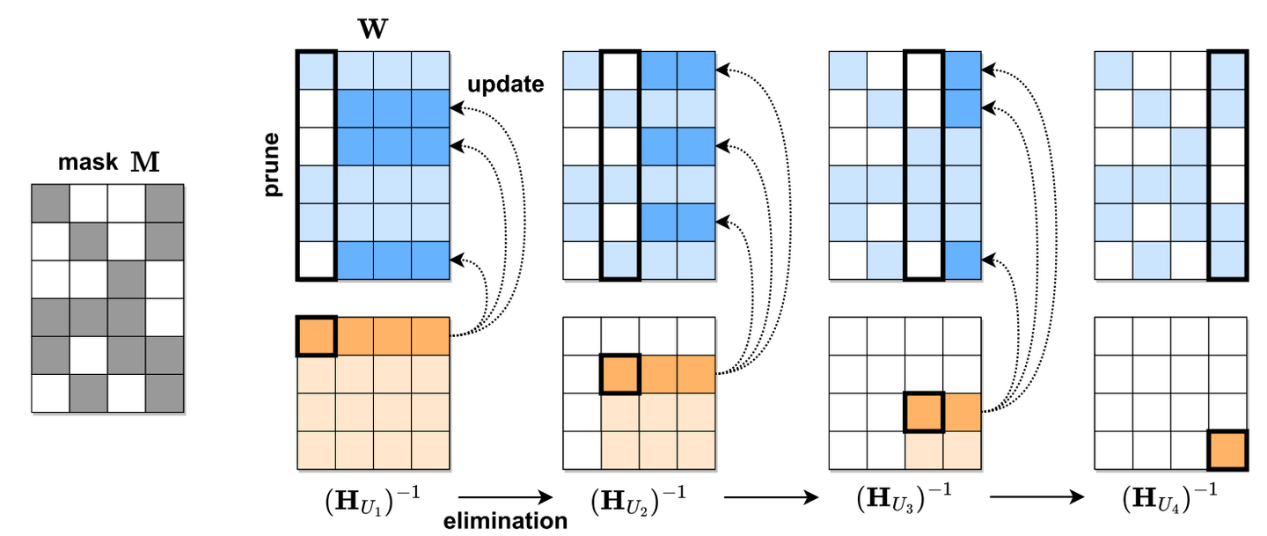 W
update
prune
mask M
(H_{U_1})^{-1}
elimination
(H_{U_2})^{-1}
(H_{U_3})^{-1}
(H_{U_4})^{-1}